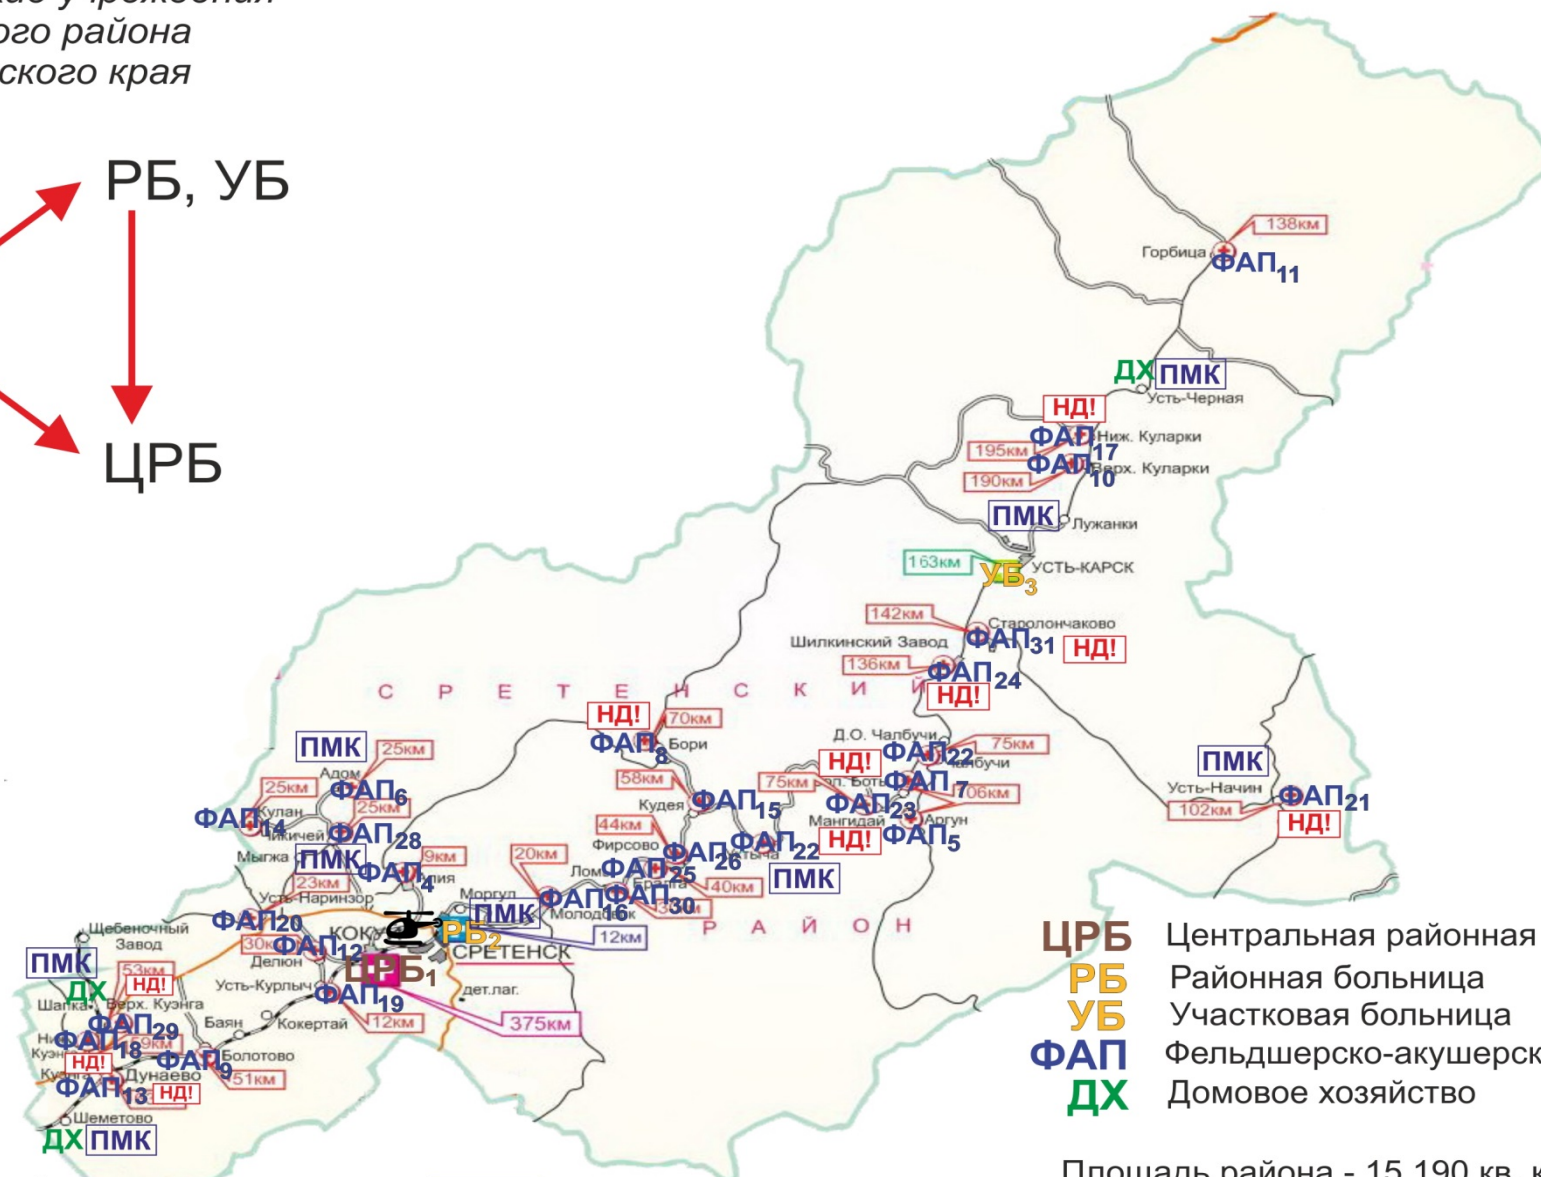 ого района
ского края
РБ, УБ
ЦРБ
138км
Горбица
ФАП11
ДХ ПМК
Усть-Черная
НД!
ФАП17 Ниж. Куларки
195км
ФАП10 Верх. Куларки
190км
ПМК
Лужанки
163км
УБ3 УСТЬ-КАРСК
142км
Старолончаково
ФАП31
НД!
Шилкинский Завод
136км
ФАП24
НД!
СРЕТЕНСКИЙ
НД!
70км
ФАП8 Бори
ПМК
25км
Адом
ФАП6
25км
Кулан
ФАП14
25км
Чикичей ФАП28
Мыгжа
ПМК
ФАП4
9км
23км
Усть-Наринзор
ФАП20
58км
Кудея ФАП15
44км
Фирсово
ФАП26
ФАП22
ПМК
ФАП25
40км
ФАП30
20км
ФАП16
Молодовск
Моргул
ПМК
12км
Д.О. Чалбучи
ФАП22
75км
Чалбучи
НД!
75км
ФАП7
106км
ФАП23
Мангидай
Аргун
НД!
ФАП5
ПМК
Усть-Начин
ФАП21
102км
НД!
РАЙОН
РБ2
СРЕТЕНСК
30км
ФАП12
Делюн
ЦРБ1
Усть-Курлыч
ФАП19
12км
дет.лаг.
375км
Щебеночный
Завод
ПМК
53км
НД!
ДХ
Шапка
Верх. Куэнга
ФАП29
ФАП18
59км
Баян
Кокертай
ФАП9
Болотово
51км
НД!
Дунаево
ФАП13
НД!
Шеметово
ДХ ПМК
ЦРБ Центральная районная
РБ Районная больница
УБ Участковая больница
ФАП Фельдшерско-акушерск
ДХ Домовое хозяйство
Площадь района - 15 190 кв. к